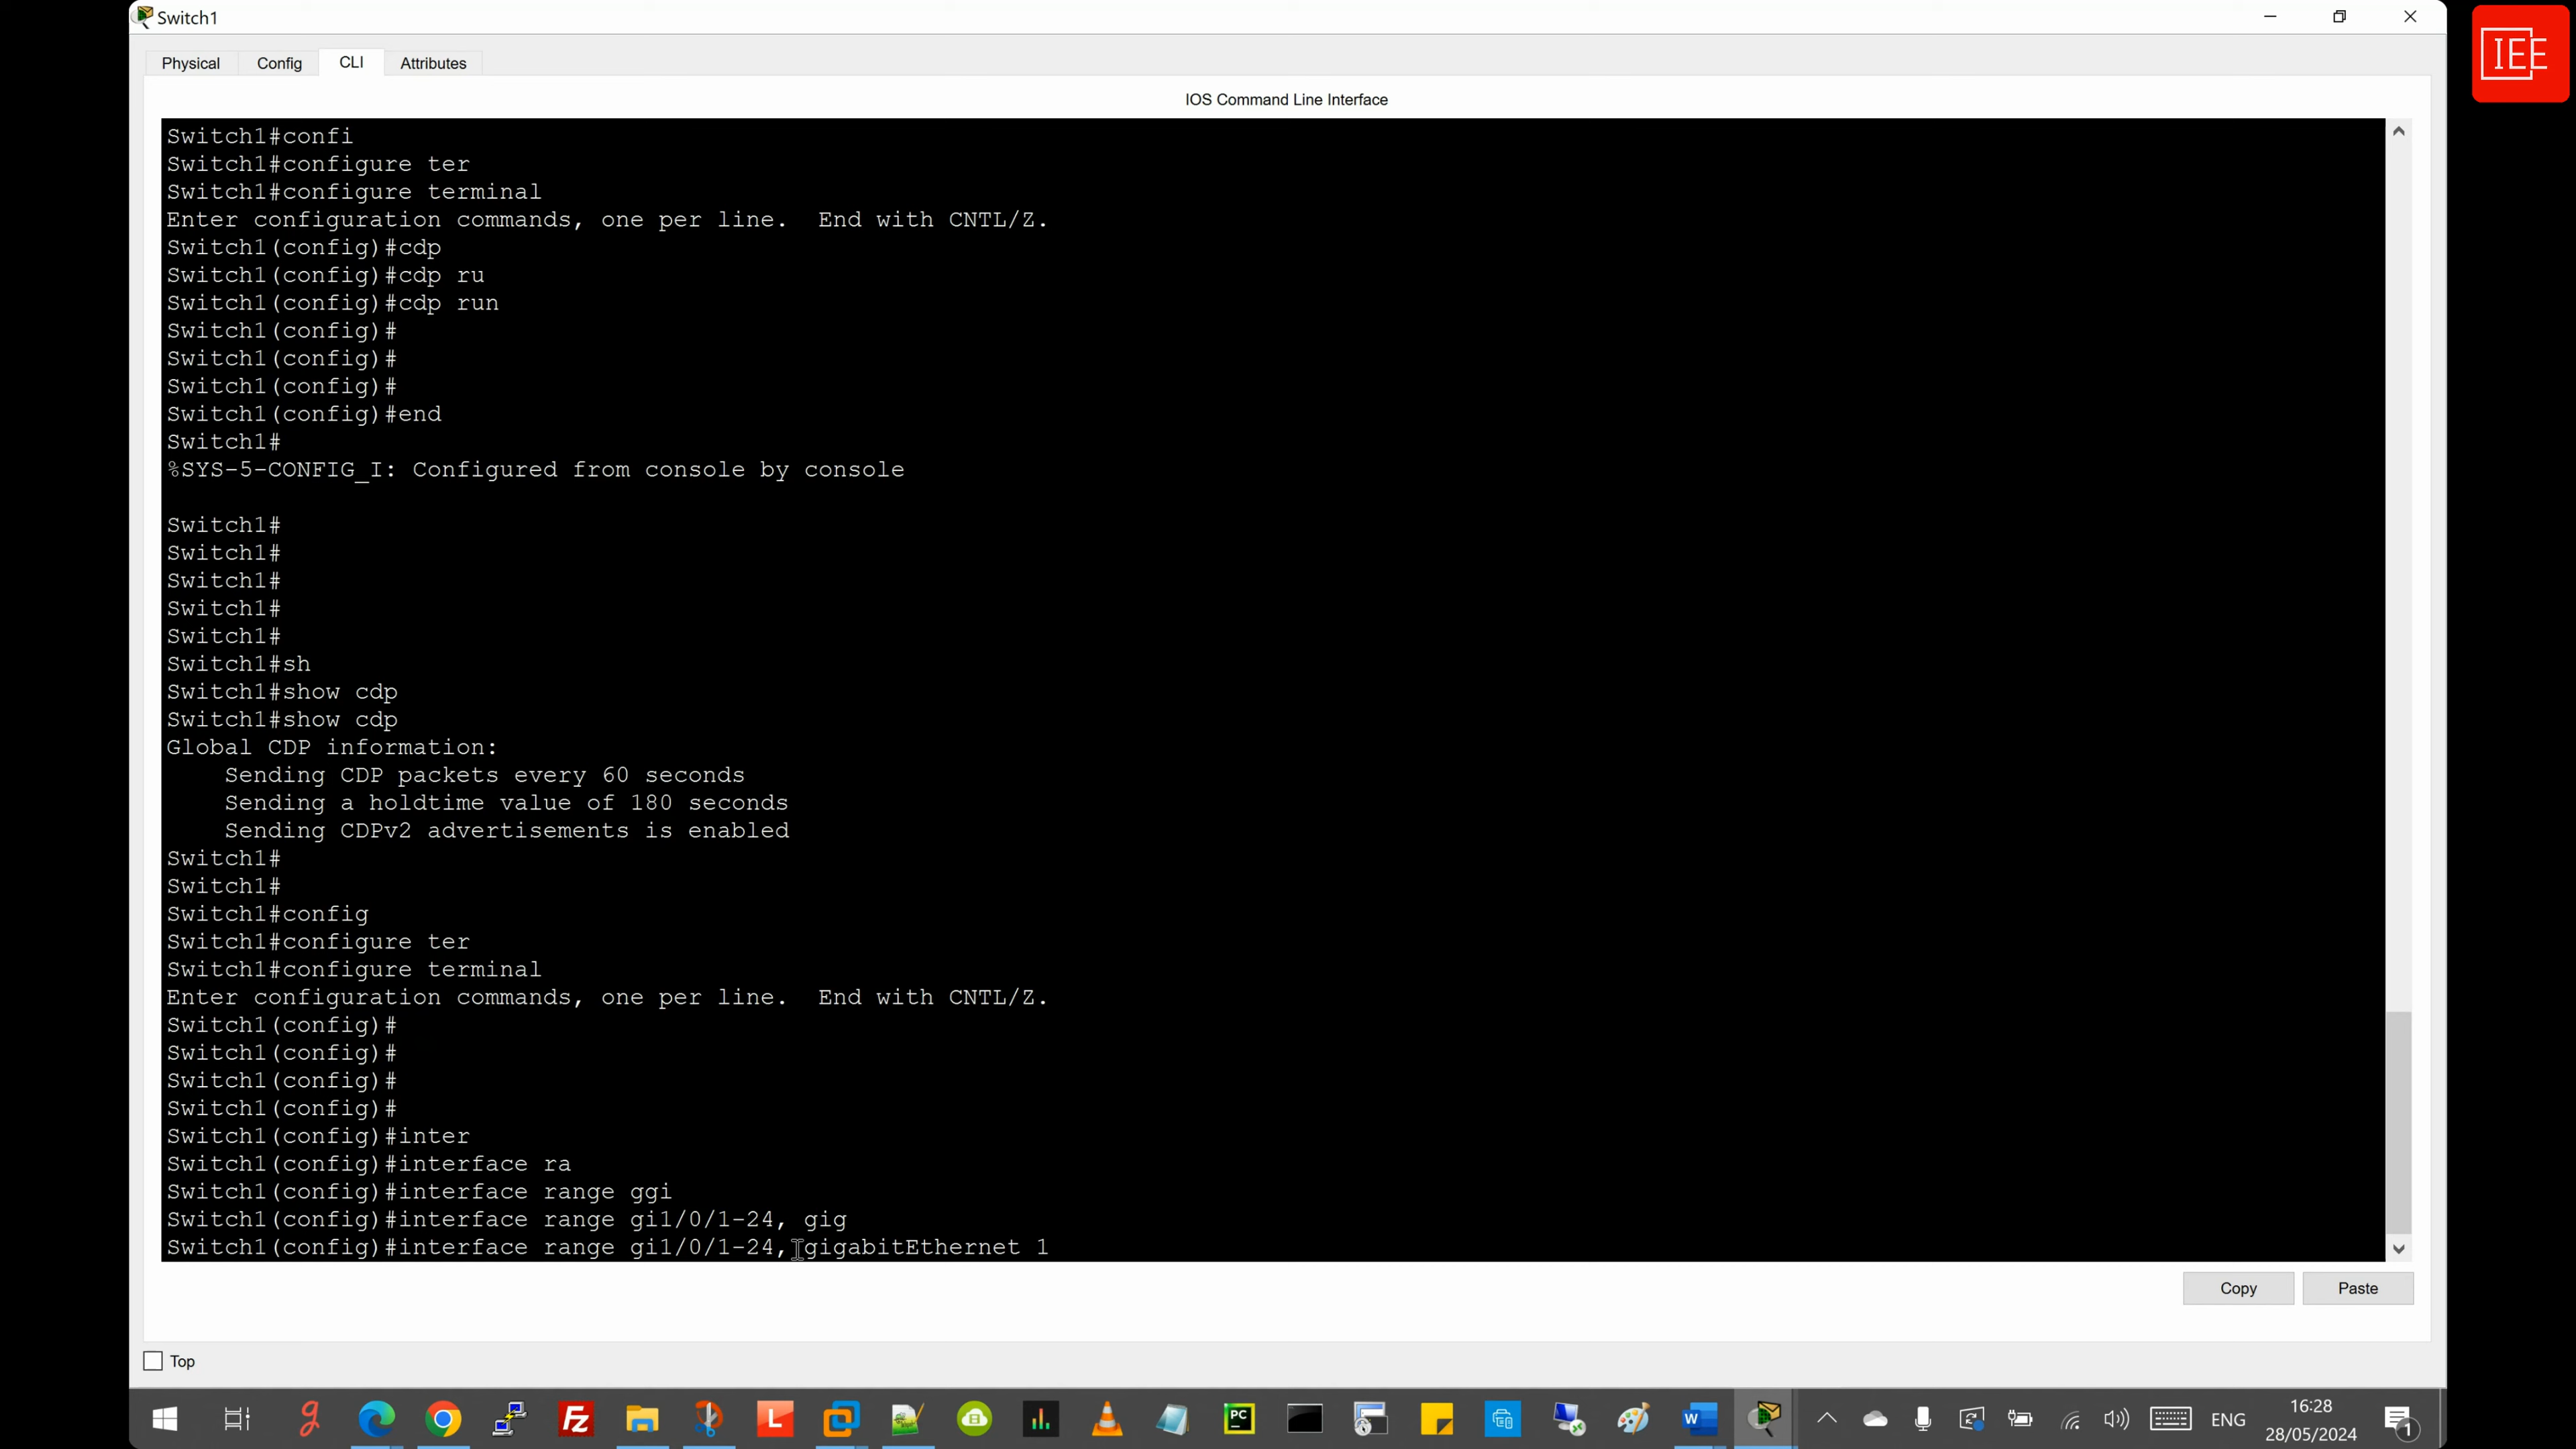 Switch1
IEE
Physical Config CLI Attributes
IOS Command Line Interface
Switch1#confi
Switch1#configure ter
Switch1#configure terminal
Enter configuration commands, one per line.  End with CNTL/Z.
Switch1(config)#cdp
Switch1(config)#cdp ru
Switch1(config)#cdp run
Switch1(config)#
Switch1(config)#
Switch1(config)#
Switch1(config)#end
Switch1#
%SYS-5-CONFIG_I: Configured from console by console
Switch1#
Switch1#
Switch1#
Switch1#
Switch1#
Switch1#sh
Switch1#show cdp
Switch1#show cdp
Global CDP information:
Sending CDP packets every 60 seconds
Sending a holdtime value of 180 seconds
Sending CDPv2 advertisements is enabled
Switch1#
Switch1#
Switch1#config
Switch1#configure ter
Switch1#configure terminal
Enter configuration commands, one per line.  End with CNTL/Z.
Switch1(config)#
Switch1(config)#
Switch1(config)#
Switch1(config)#
Switch1(config)#inter
Switch1(config)#interface ra
Switch1(config)#interface range ggi
Switch1(config)#interface range gi1/0/1-24, gig
Switch1(config)#interface range gi1/0/1-24, gigabitEthernet 1
Copy Paste
Top
ENG
16:28
28/05/2024